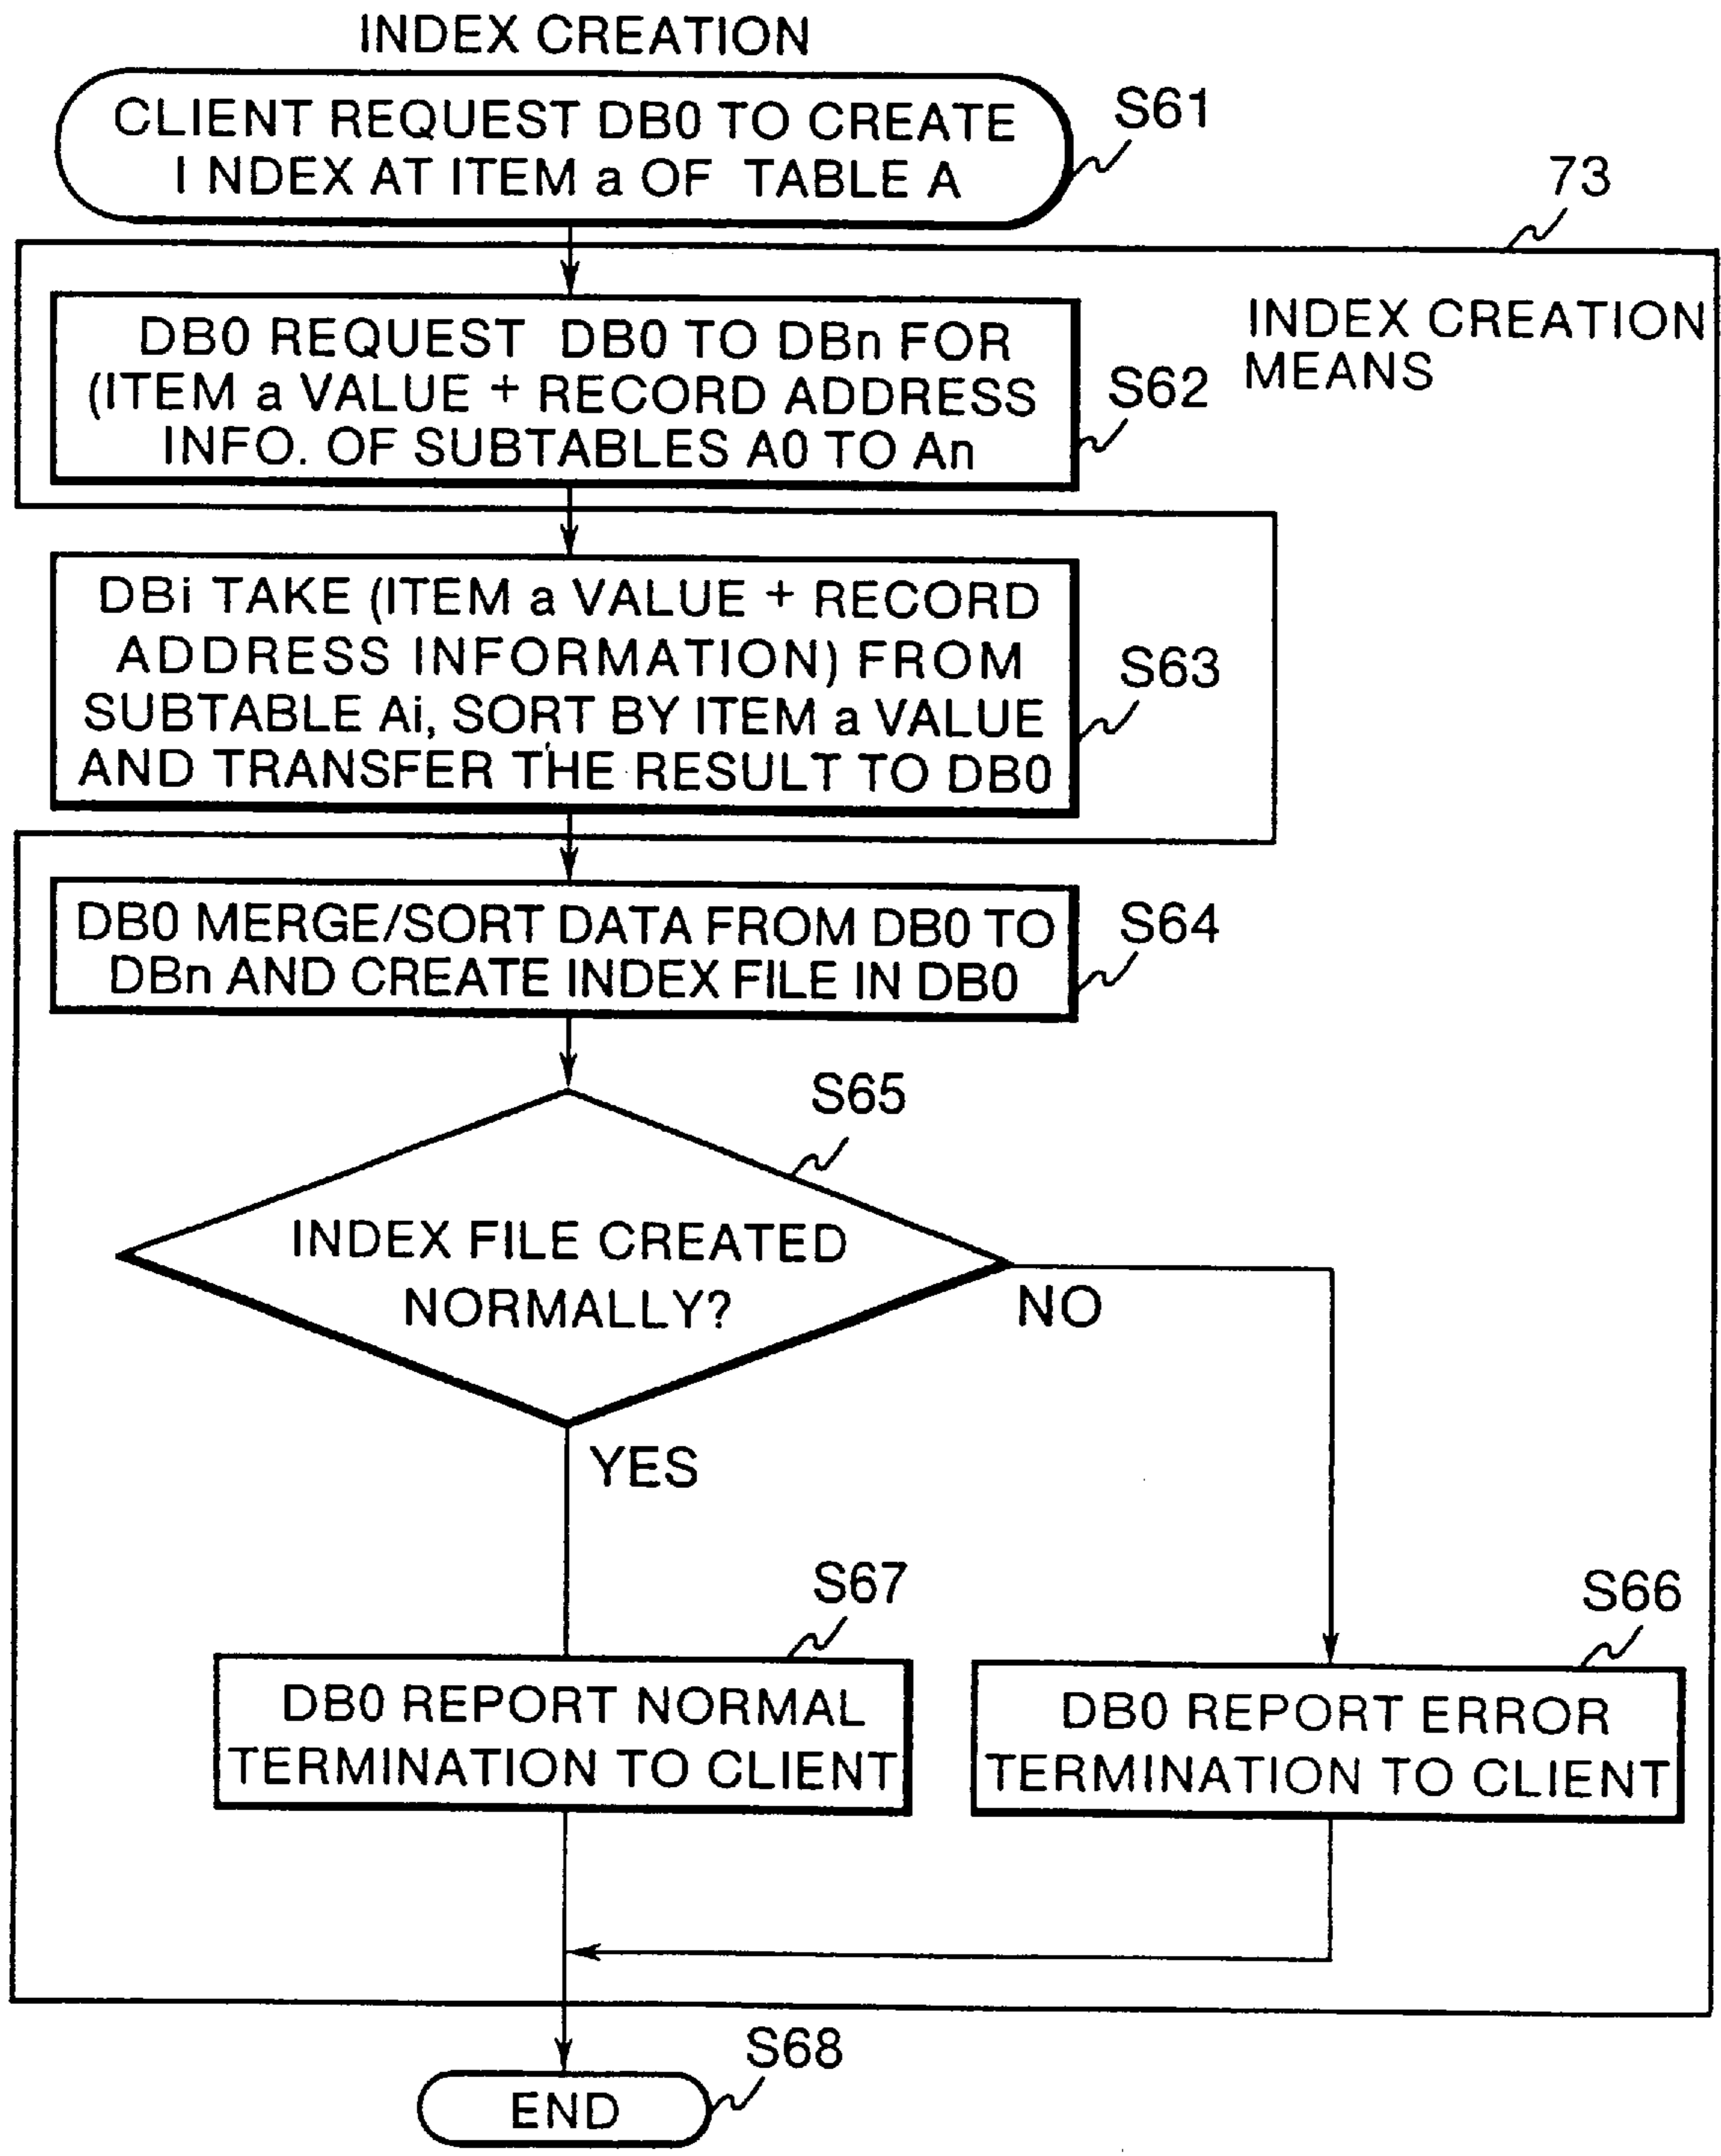 INDEX CREATION
CLIENT REQUEST DB0 TO CREATE
I NDEX AT ITEM a OF TABLE A
S61
73
INDEX CREATION
MEANS
DB0 REQUEST DB0 TO DBn FOR
(ITEM a VALUE + RECORD ADDRESS
INFO. OF SUBTABLES A0 TO An
S62
DBi TAKE (ITEM a VALUE + RECORD
ADDRESS INFORMATION) FROM
SUBTABLE Ai, SORT BY ITEM a VALUE
AND TRANSFER THE RESULT TO DB0
S63
DB0 MERGE/SORT DATA FROM DB0 TO
DBn AND CREATE INDEX FILE IN DB0
S64
S65
INDEX FILE CREATED
NORMALLY?
NO
YES
S67
DB0 REPORT NORMAL
TERMINATION TO CLIENT
S66
DB0 REPORT ERROR
TERMINATION TO CLIENT
S68
END